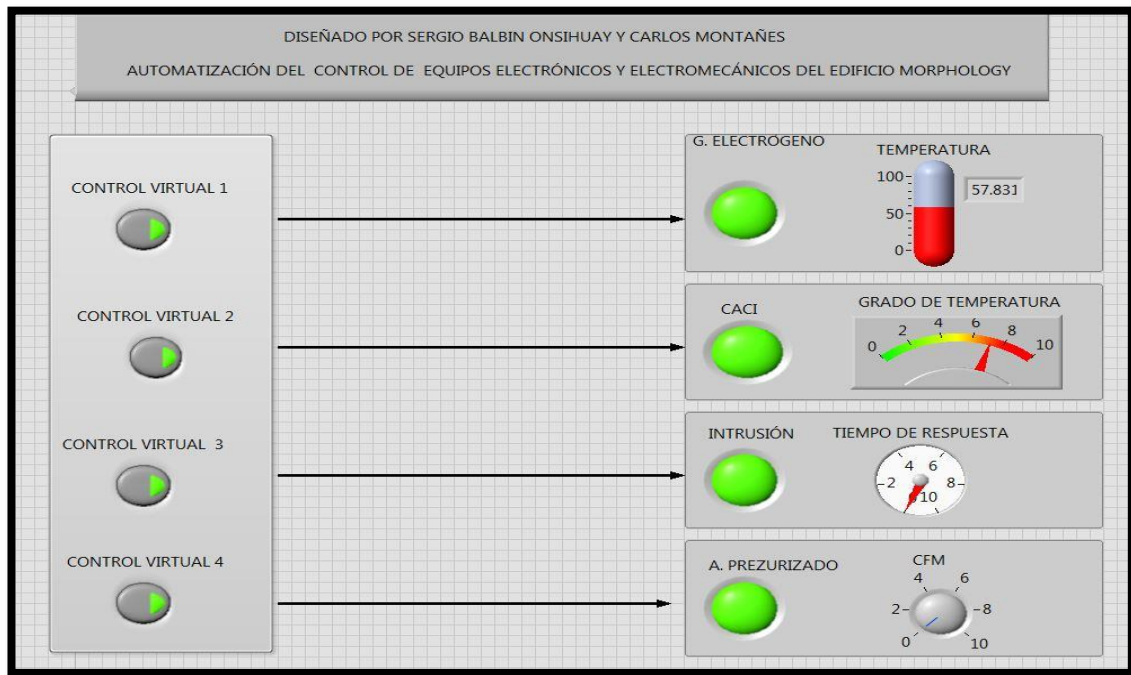 DISEÑADO POR SERGIO BALBIN ONSIHUAY Y CARLOS MONTAÑES
AUTOMATIZACIÓN DEL CONTROL DE EQUIPOS ELECTRÓNICOS Y ELECTROMECÁNICOS DEL EDIFICIO MORPHOLOGY
CONTROL VIRTUAL 1
G. ELECTRÓGENO
TEMPERATURA
100
57.831
50
0
CONTROL VIRTUAL 2
CACI
GRADO DE TEMPERATURA
0 2 4 6 8 10
CONTROL VIRTUAL 3
INTRUSIÓN
TIEMPO DE RESPUESTA
4 6
2 8
10
CONTROL VIRTUAL 4
A. PREZURIZADO
CFM
4 6
2 8
0 10